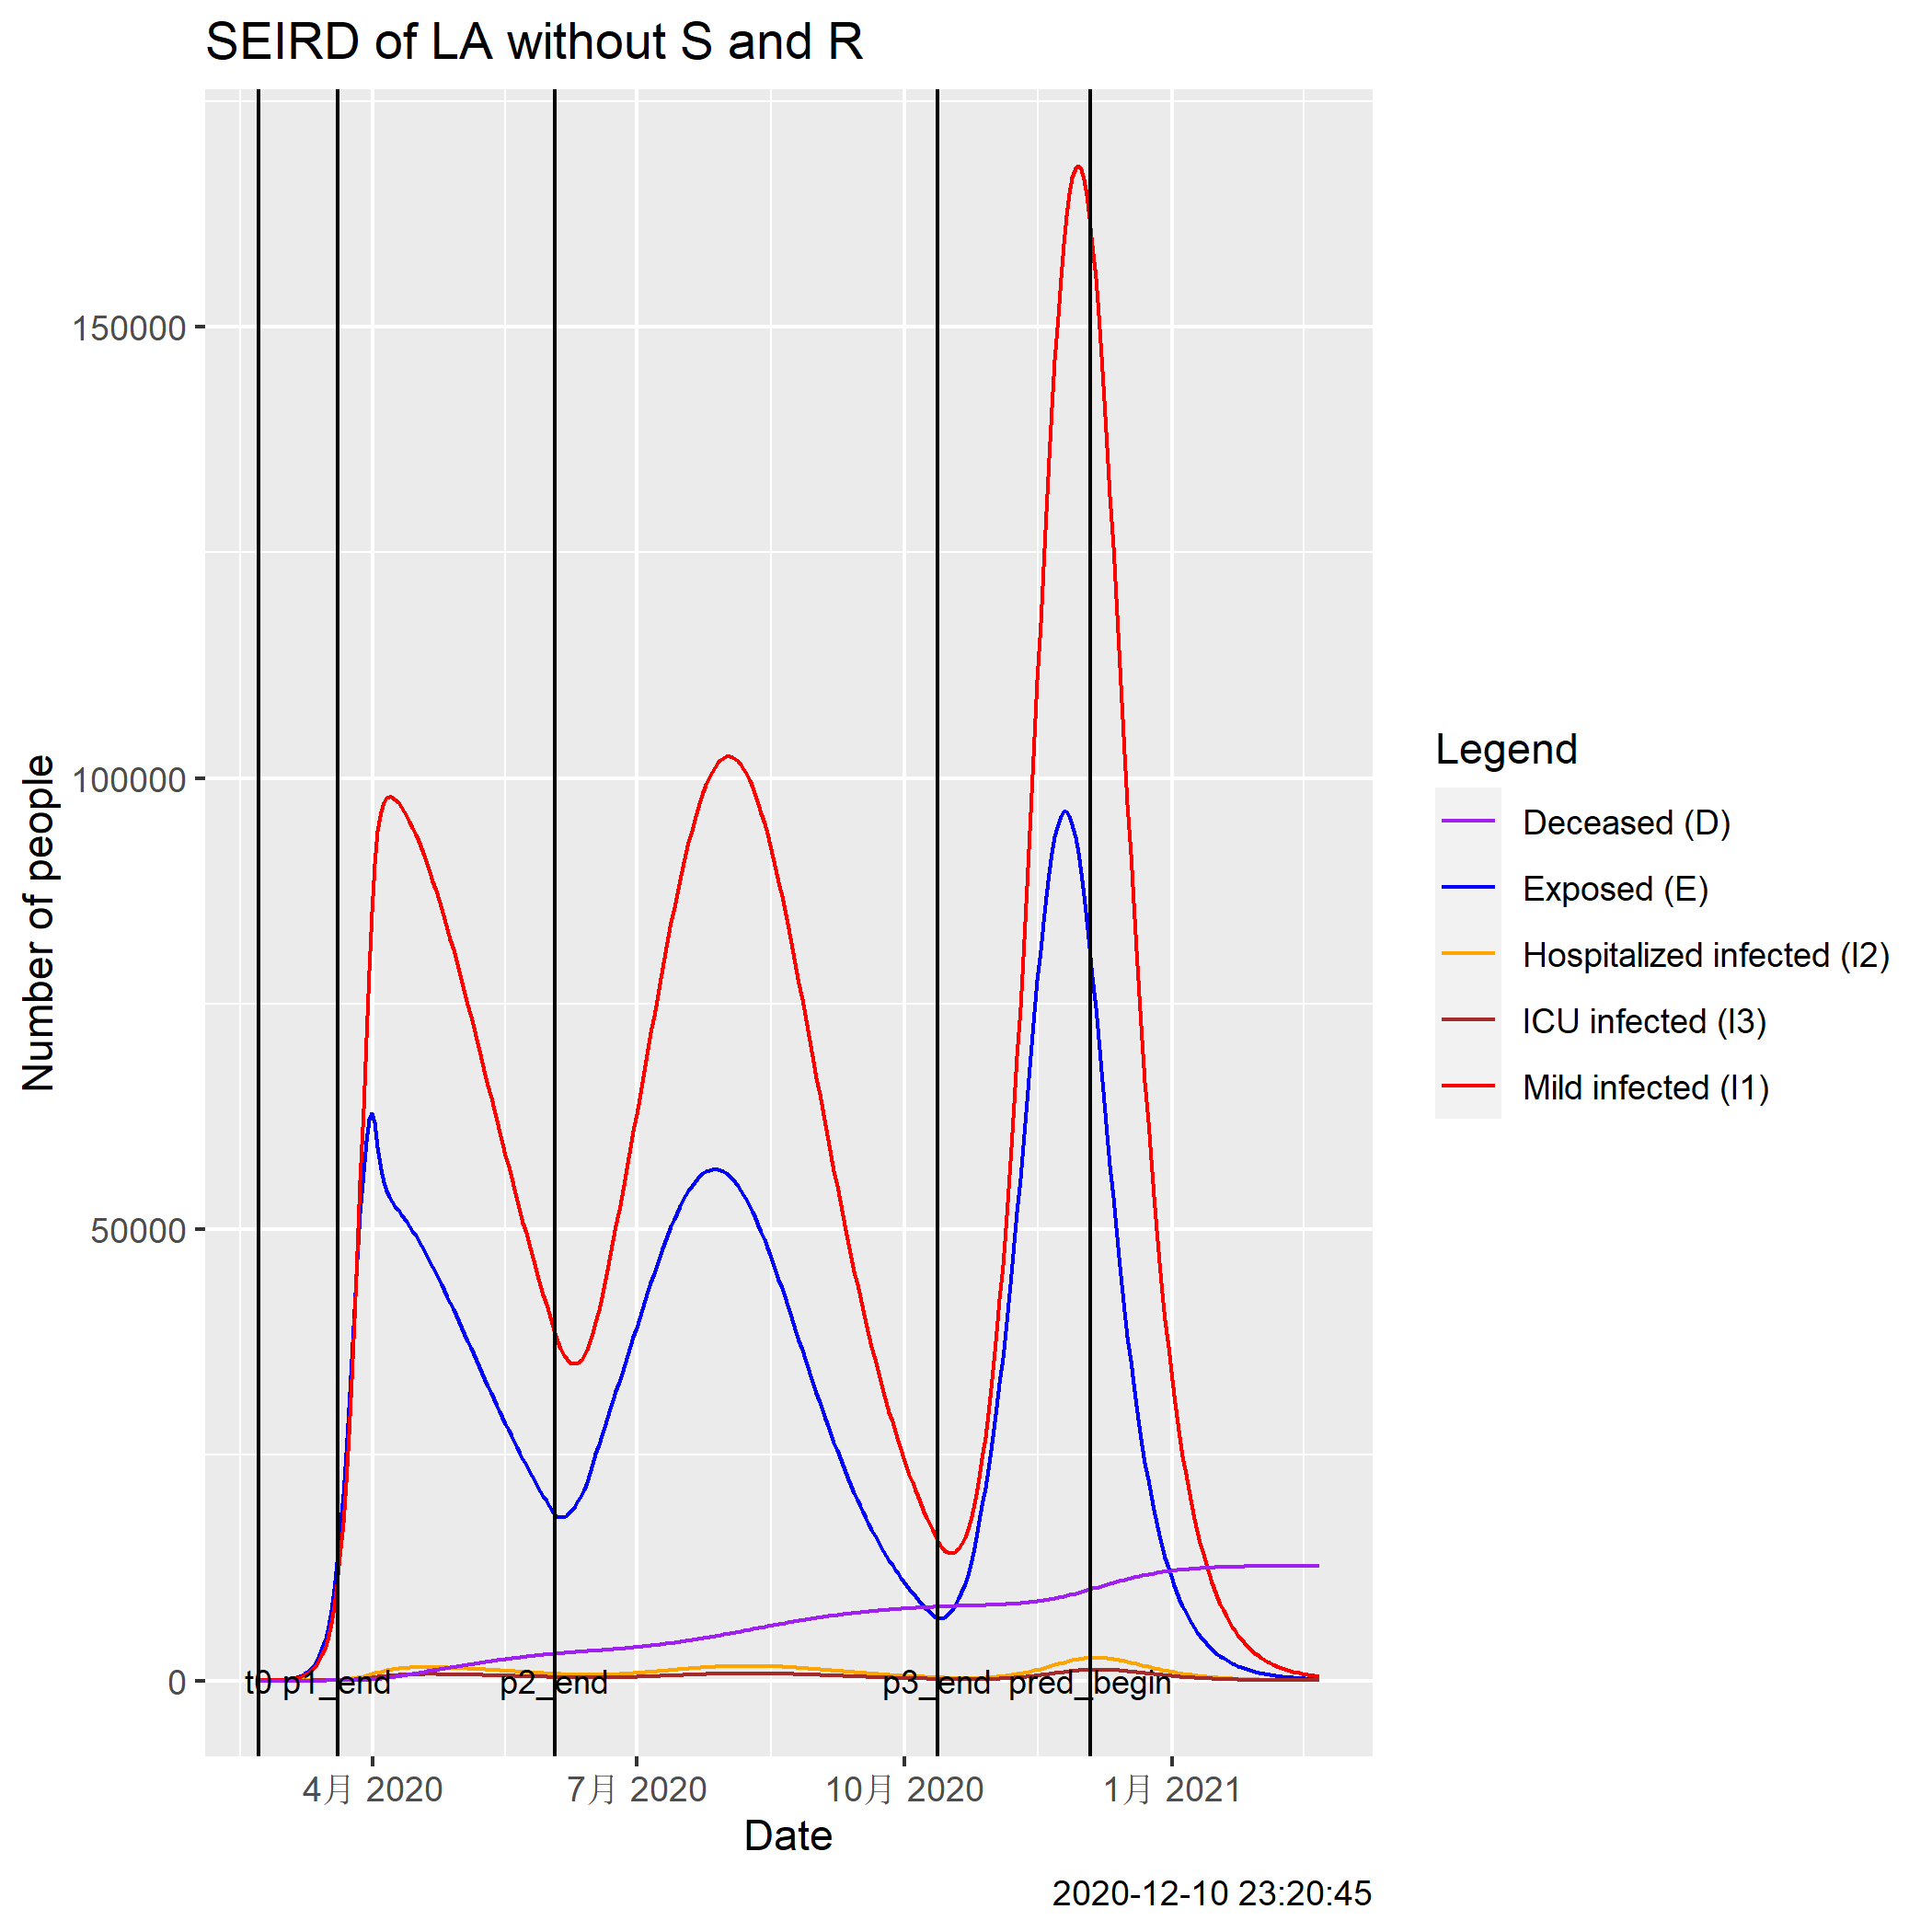 SEIRD of LA without S and R
Number of people
150000
100000
50000
0
t0 p1_end p2_end p3_end pred_begin
4月 2020 7月 2020 10月 2020 1月 2021
Date
2020-12-10 23:20:45
Legend
Deceased (D)
Exposed (E)
Hospitalized infected (I2)
ICU infected (I3)
Mild infected (I1)